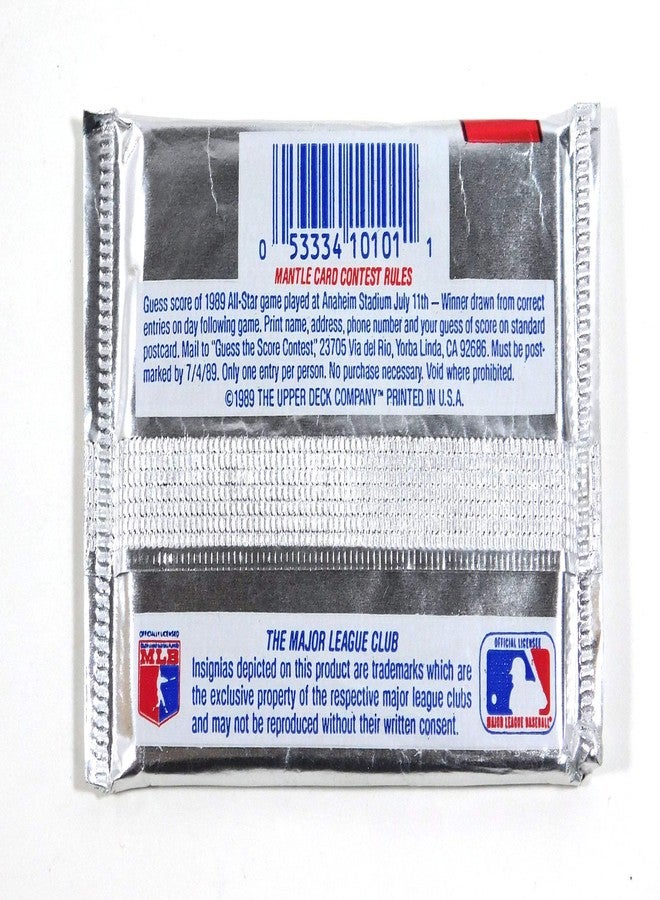 0 53334 10101 1
MANTLE CARD CONTEST RULES
Guess score of 1989 All-Star game played at Anaheim Stadium July 11th — Winner drawn from correct
entries on day following game. Print name, address, phone number and your guess of score on standard
postcard. Mail to "Guess the Score Contest," 23705 Via del Rio, Yorba Linda, CA 92686. Must be post-
marked by 7/4/89. Only one entry per person. No purchase necessary. Void where prohibited.
©1989 THE UPPER DECK COMPANY™ PRINTED IN U.S.A.
OFFICIALLY LICENSED
MLB
THE MAJOR LEAGUE CLUB
Insignias depicted on this product are trademarks which are
the exclusive property of the respective major league clubs
and may not be reproduced without their written consent.
OFFICIAL LICENSEE
MAJOR LEAGUE BASEBALL